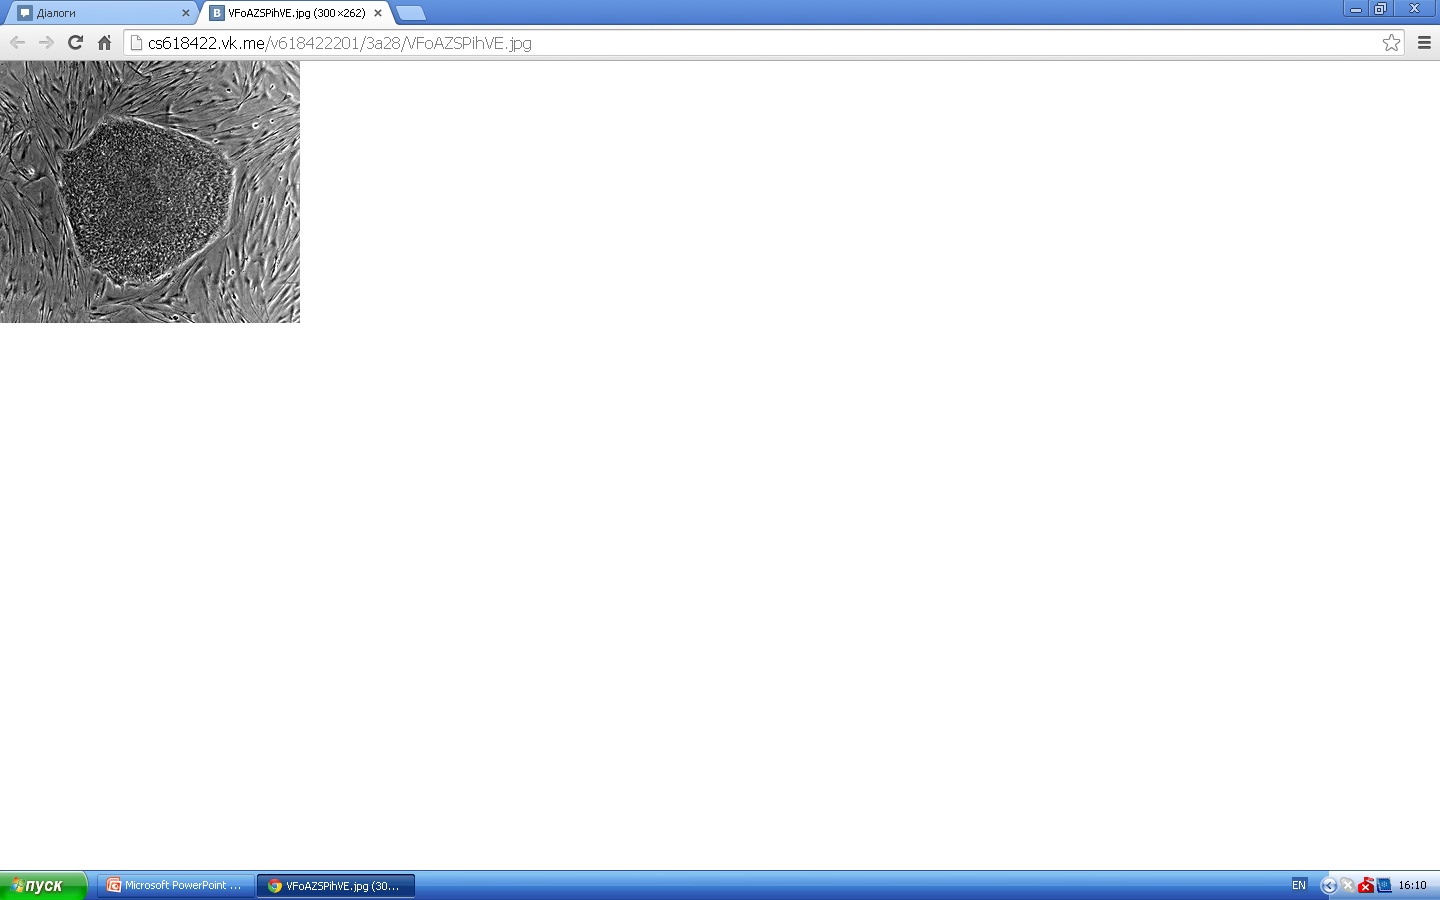 Діалоги
VFoAZSPihVE.jpg (300×262)
cs618422.vk.me/v618422201/3a28/VFoAZSPihVE.jpg
пуск
Microsoft PowerPoint ...
VFoAZSPihVE.jpg (30...
EN
16:10